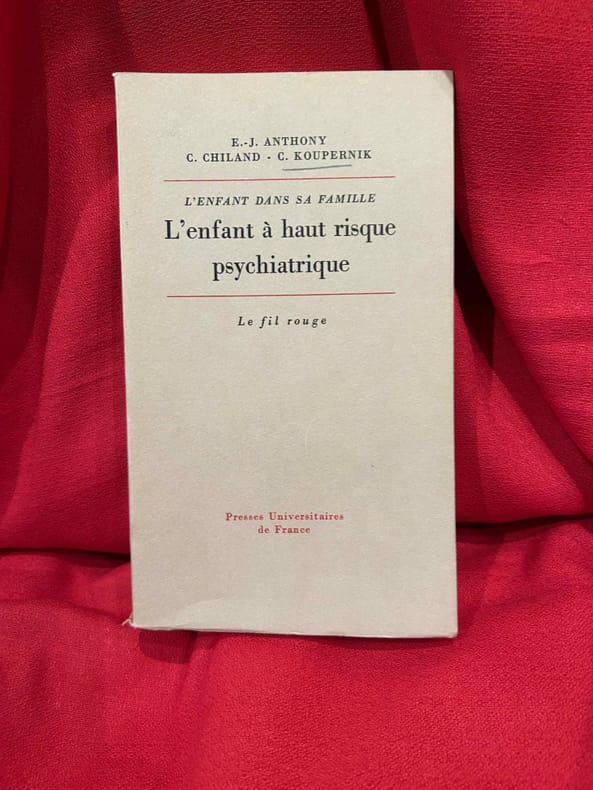 E.-J. ANTHONY
C. CHILAND - C. KOUPERNIK
L'ENFANT DANS SA FAMILLE
L'enfant à haut risque
psychiatrique
Le fil rouge
Presses Universitaires
de France